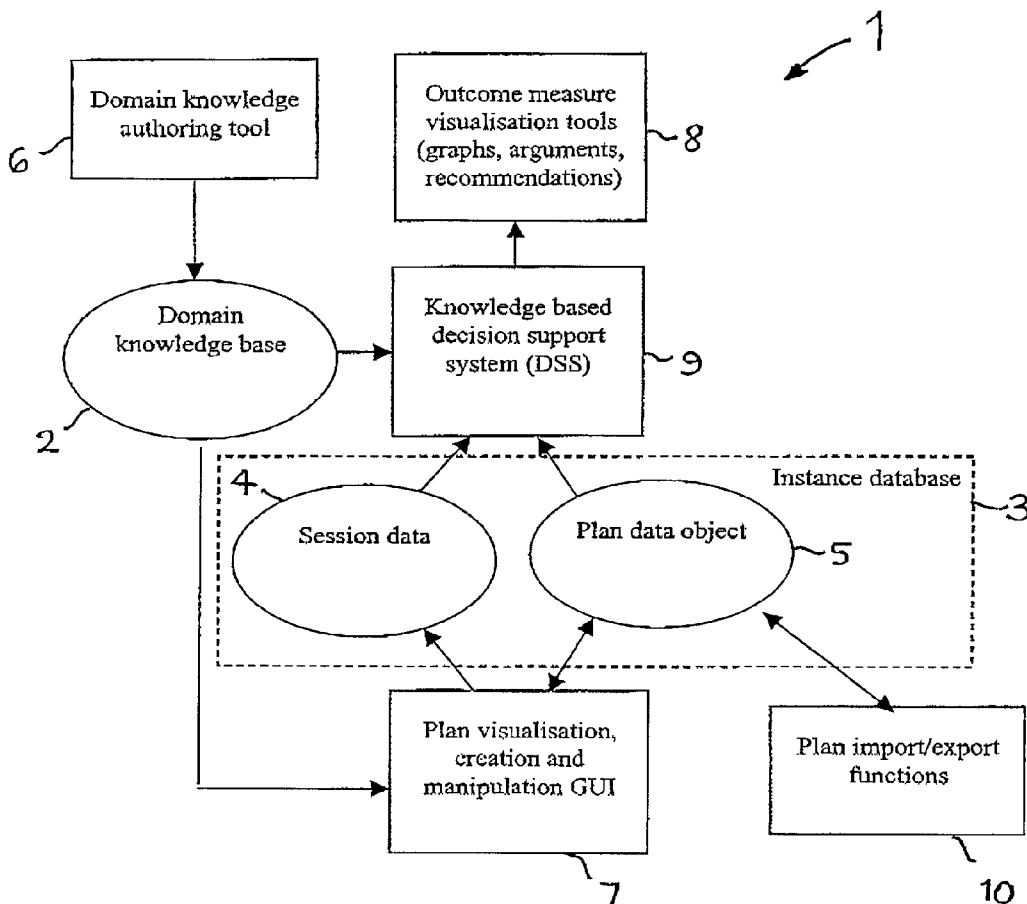 1
Domain knowledge
authoring tool
6
Outcome measure
visualisation tools
(graphs, arguments,
recommendations)
8
Domain
knowledge base
2
Knowledge based
decision support
system (DSS)
9
Instance database
3
4
Session data
Plan data object
5
Plan visualisation,
creation and
manipulation GUI
7
Plan import/export
functions
10